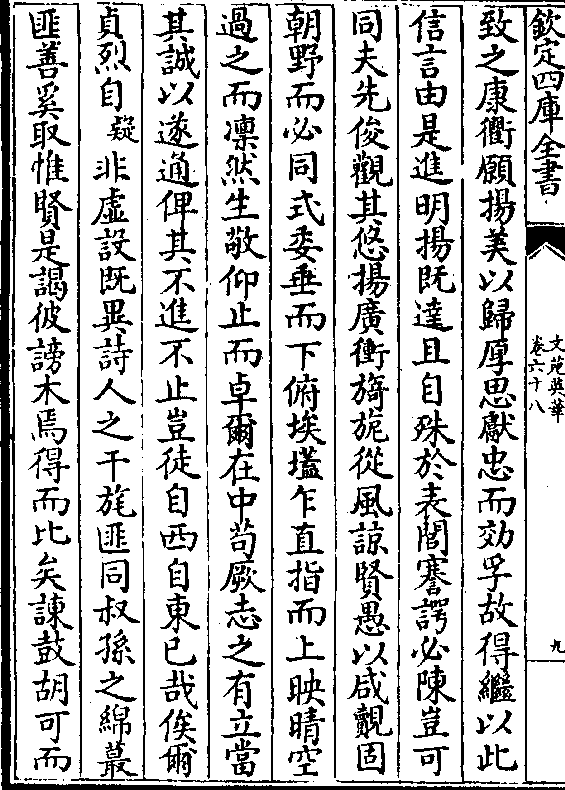 欽定四庫全書
文苑英華
卷六十八
九
致之康衢願揚美以歸厚思獻忠而効孚故得繼以此
信言由是進明揚既達且自殊於表閭謇諤必陳豈可
同夫先俊觀其悠揚廣衢旖旎從風諒賢愚以咸覿固
朝野而必同式委垂而下俯埃壒乍直指而上映晴空
過之而凛然生敬仰止而卓爾在中苟厥志之有立當
其誠以遂通俾其不進不止豈徒自西自東已哉俟爾
貞烈自疑非虛設既異詩人之干旄匪同叔孫之綿蕞
匪善奚取惟賢是謁彼謗木焉得而比矣諫鼓胡可而